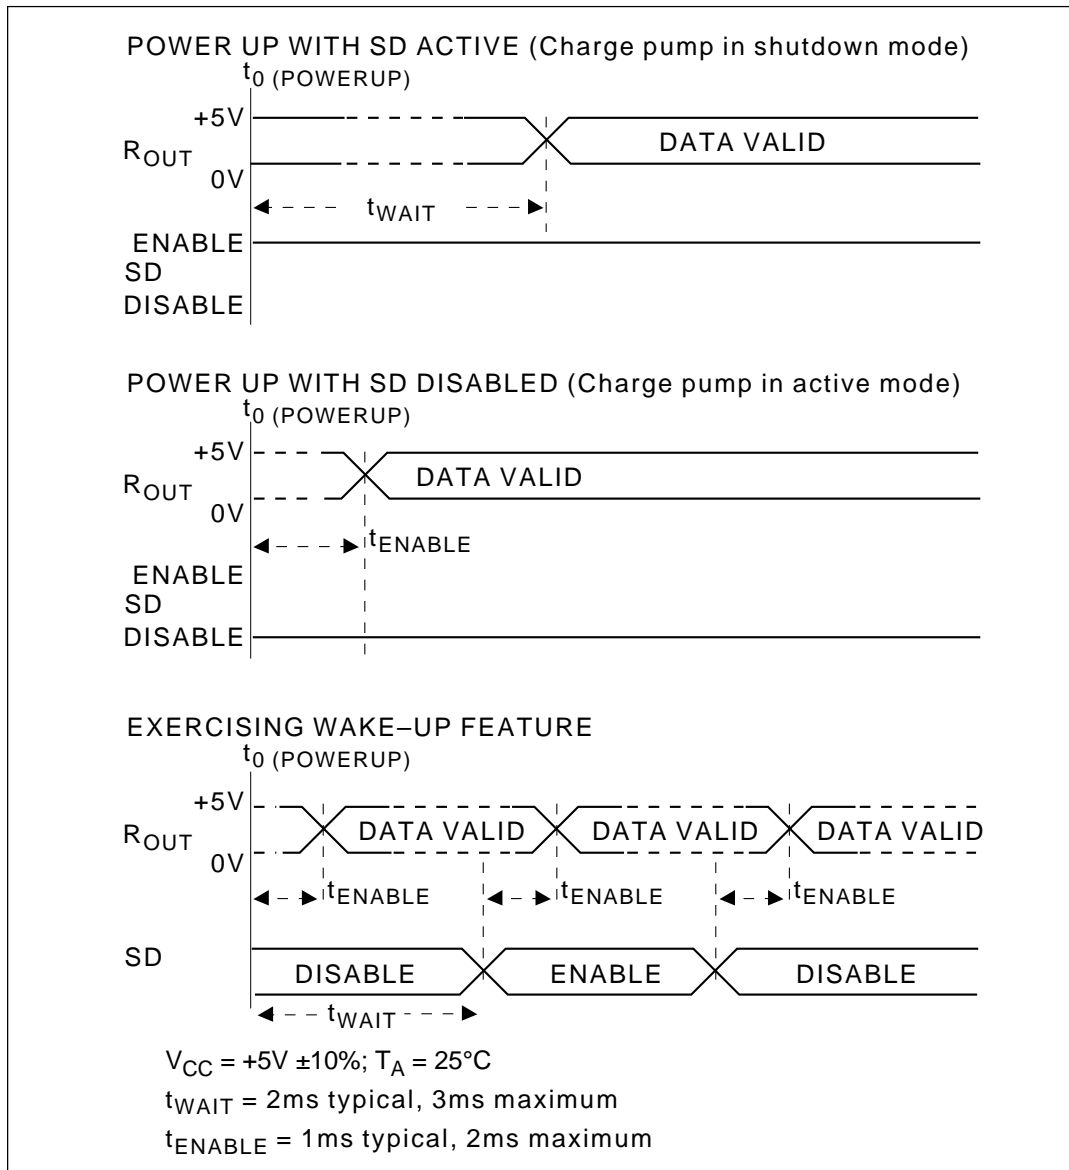 POWER UP WITH SD ACTIVE (Charge pump in shutdown mode)
t0 (POWERUP)
+5V
ROUT
DATA VALID
0V
tWAIT
ENABLE
SD
DISABLE
POWER UP WITH SD DISABLED (Charge pump in active mode)
t0 (POWERUP)
+5V
ROUT
DATA VALID
0V
tENABLE
ENABLE
SD
DISABLE
EXERCISING WAKE–UP FEATURE
t0 (POWERUP)
+5V
ROUT
DATA VALID DATA VALID DATA VALID
0V
tENABLE tENABLE tENABLE
SD
DISABLE ENABLE DISABLE
tWAIT
VCC = +5V ±10%; TA = 25°C
tWAIT = 2ms typical, 3ms maximum
tENABLE = 1ms typical, 2ms maximum